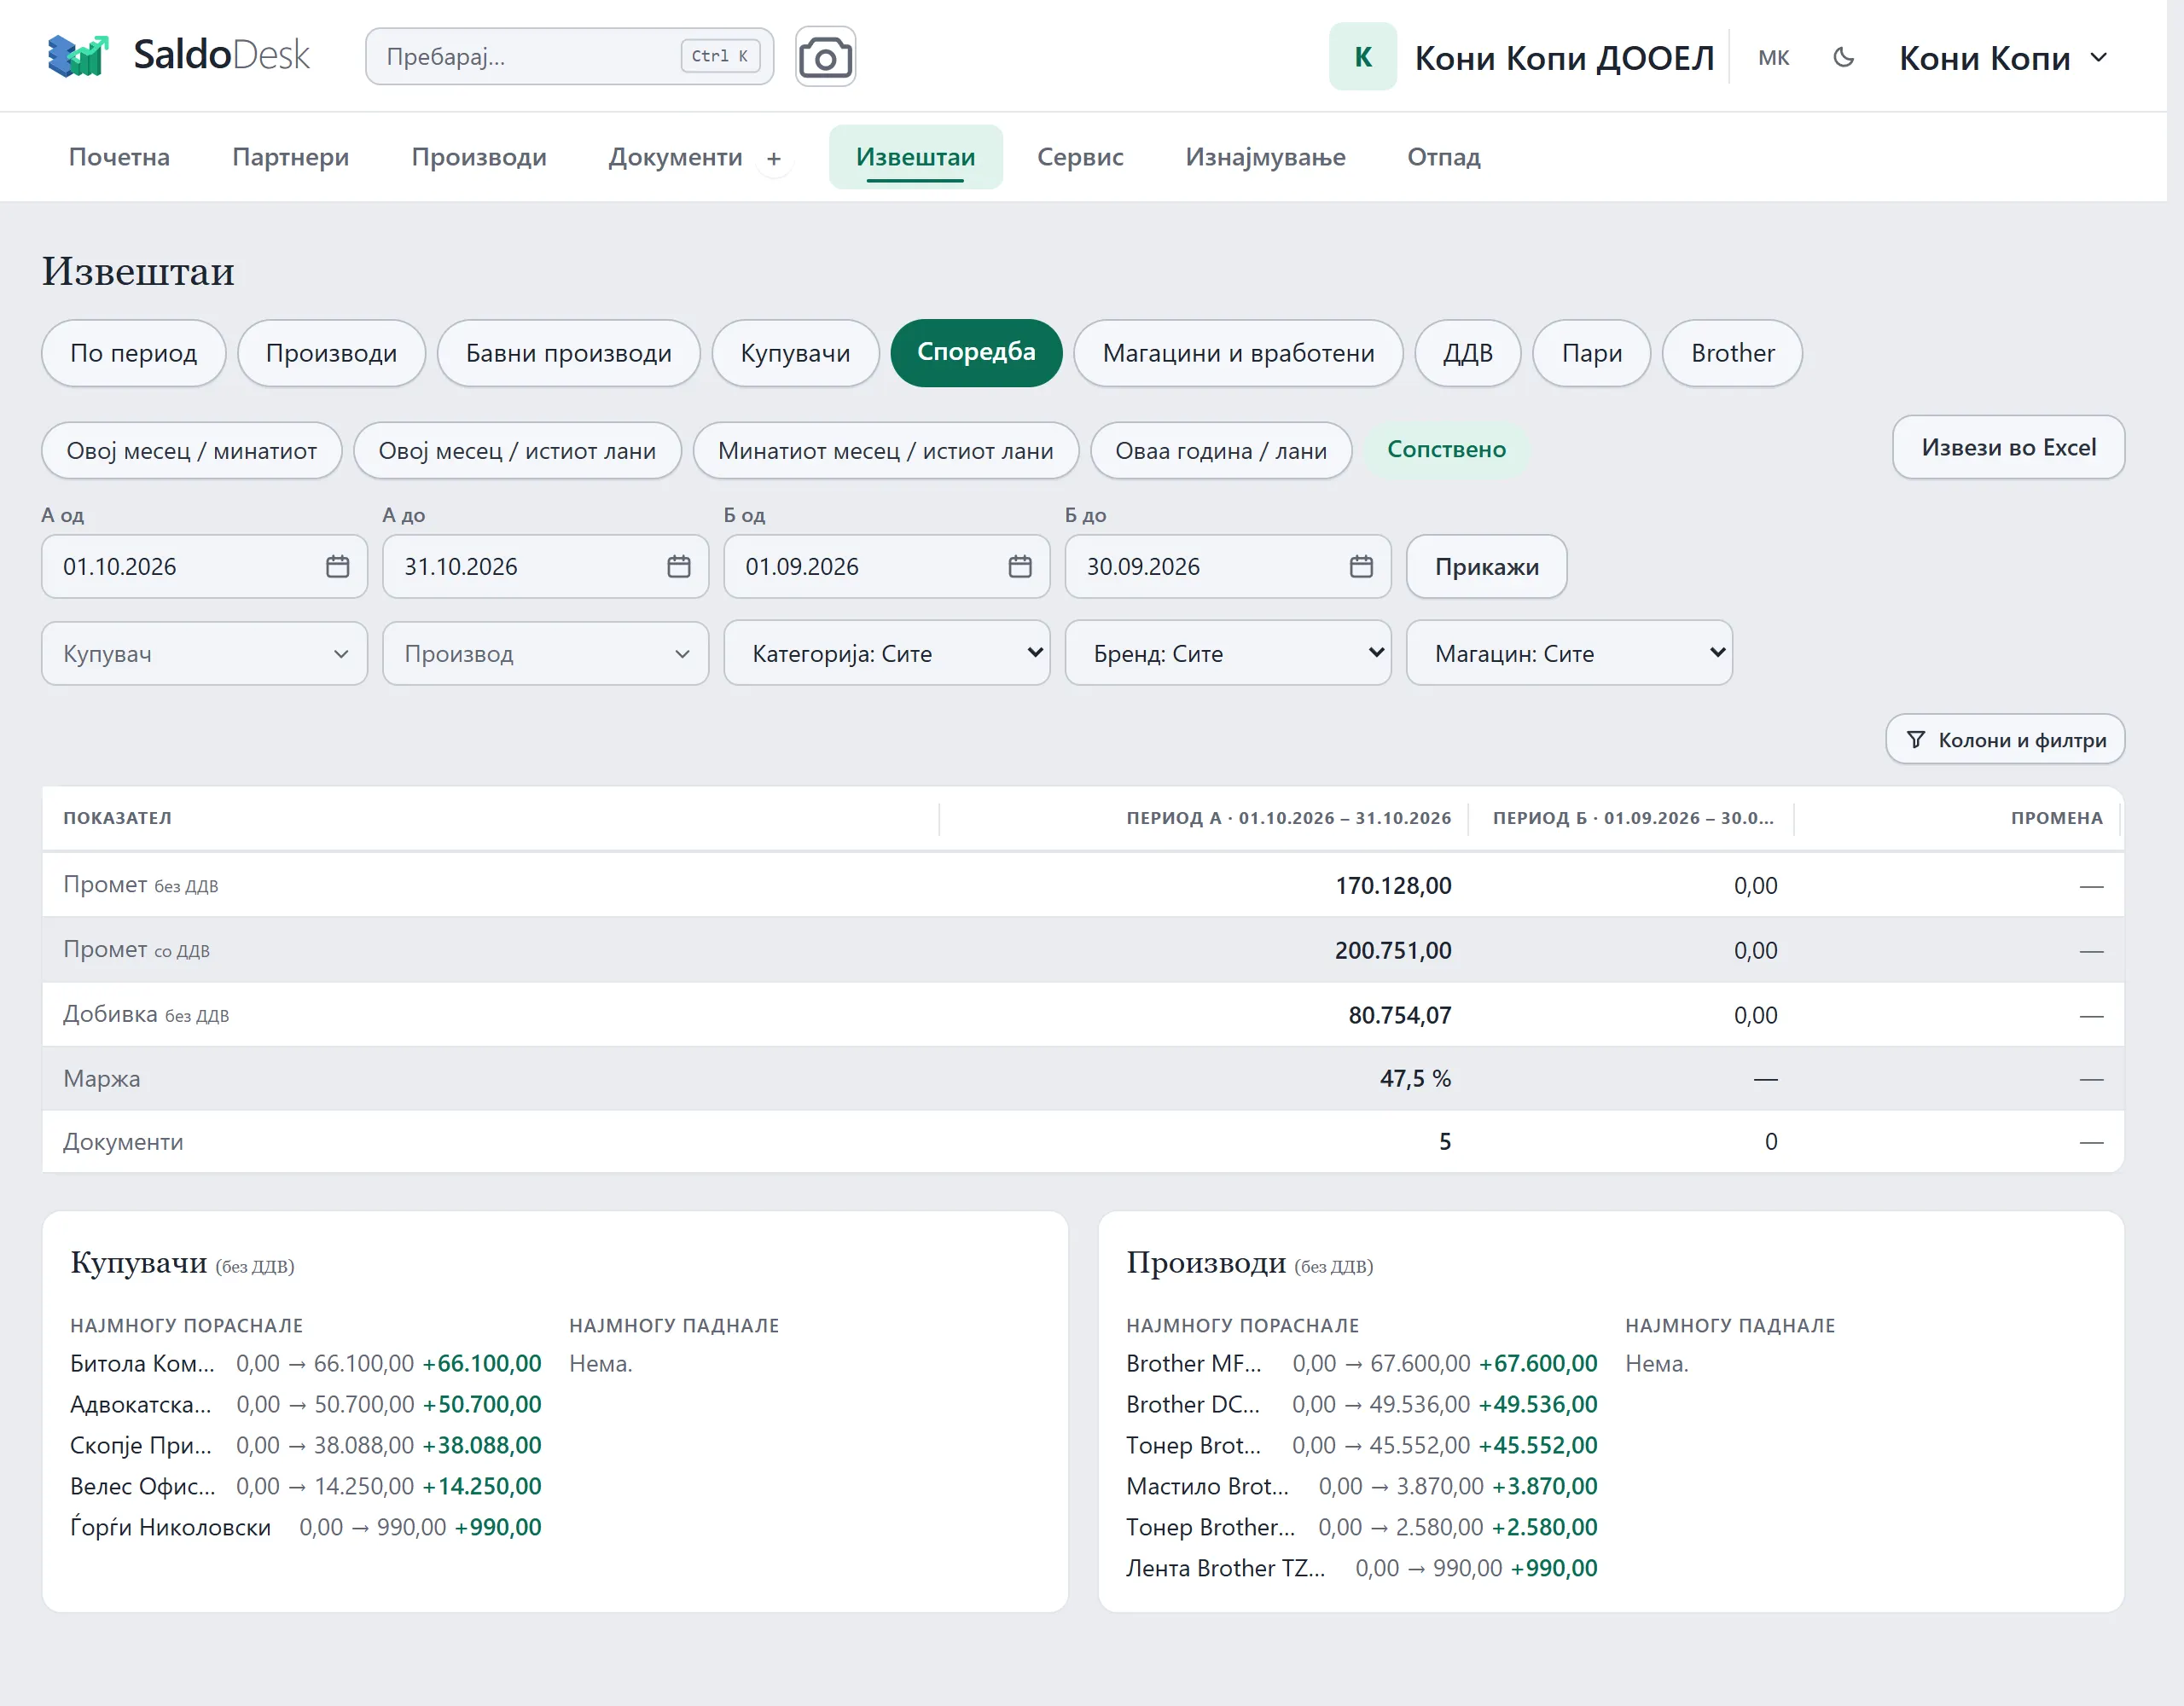 SaldoDesk Пребарај... Ctrl K K Кони Копи ДООЕЛ МК Кони Копи
Почетна Партнери Производи Документи + Извештаи Сервис Изнајмување Отпад
Извештаи
По период Производи Бавни производи Купувачи Споредба Магацини и вработени ДДВ Пари Brother
Овој месец / минатиот Овој месец / истиот лани Минатиот месец / истиот лани Оваа година / лани Сопствено Извези во Excel
А од А до Б од Б до
01.10.2026 31.10.2026 01.09.2026 30.09.2026 Прикажи
Купувач Производ Категорија: Сите Бренд: Сите Магацин: Сите
Колони и филтри
ПОКАЗАТЕЛ ПЕРИОД А · 01.10.2026 – 31.10.2026 ПЕРИОД Б · 01.09.2026 – 30.0... ПРОМЕНА
Промет без ДДВ 170.128,00 0,00 —
Промет со ДДВ 200.751,00 0,00 —
Добивка без ДДВ 80.754,07 0,00 —
Маржа 47,5 % — —
Документи 5 0 —
Купувачи (без ДДВ)
НАЈМНОГУ ПОРАСНАЛЕ НАЈМНОГУ ПАДНАЛЕ
Битола Ком... 0,00 → 66.100,00 +66.100,00 Нема.
Адвокатска... 0,00 → 50.700,00 +50.700,00
Скопје При... 0,00 → 38.088,00 +38.088,00
Велес Офис... 0,00 → 14.250,00 +14.250,00
Ѓорѓи Николовски 0,00 → 990,00 +990,00
Производи (без ДДВ)
НАЈМНОГУ ПОРАСНАЛЕ НАЈМНОГУ ПАДНАЛЕ
Brother MF... 0,00 → 67.600,00 +67.600,00 Нема.
Brother DC... 0,00 → 49.536,00 +49.536,00
Тонер Brot... 0,00 → 45.552,00 +45.552,00
Мастило Brot... 0,00 → 3.870,00 +3.870,00
Тонер Brother... 0,00 → 2.580,00 +2.580,00
Лента Brother TZ... 0,00 → 990,00 +990,00